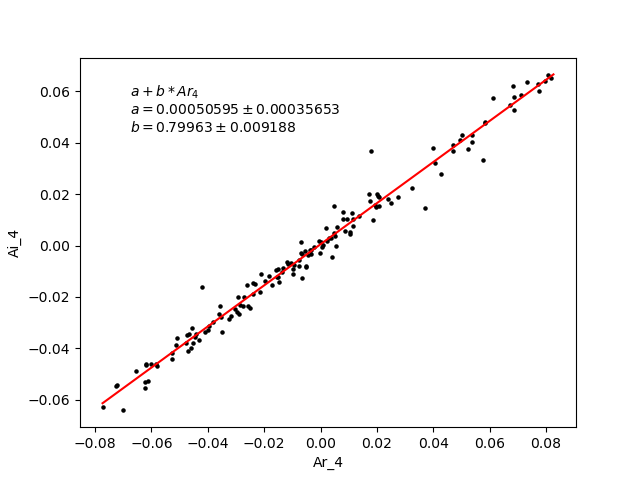 a + b * Ar₄
a = 0.00050595 ± 0.00035653
b = 0.79963 ± 0.009188
0.06
0.04
0.02
0.00
−0.02
−0.04
−0.06
Ai_4
−0.08 −0.06 −0.04 −0.02 0.00 0.02 0.04 0.06 0.08
Ar_4